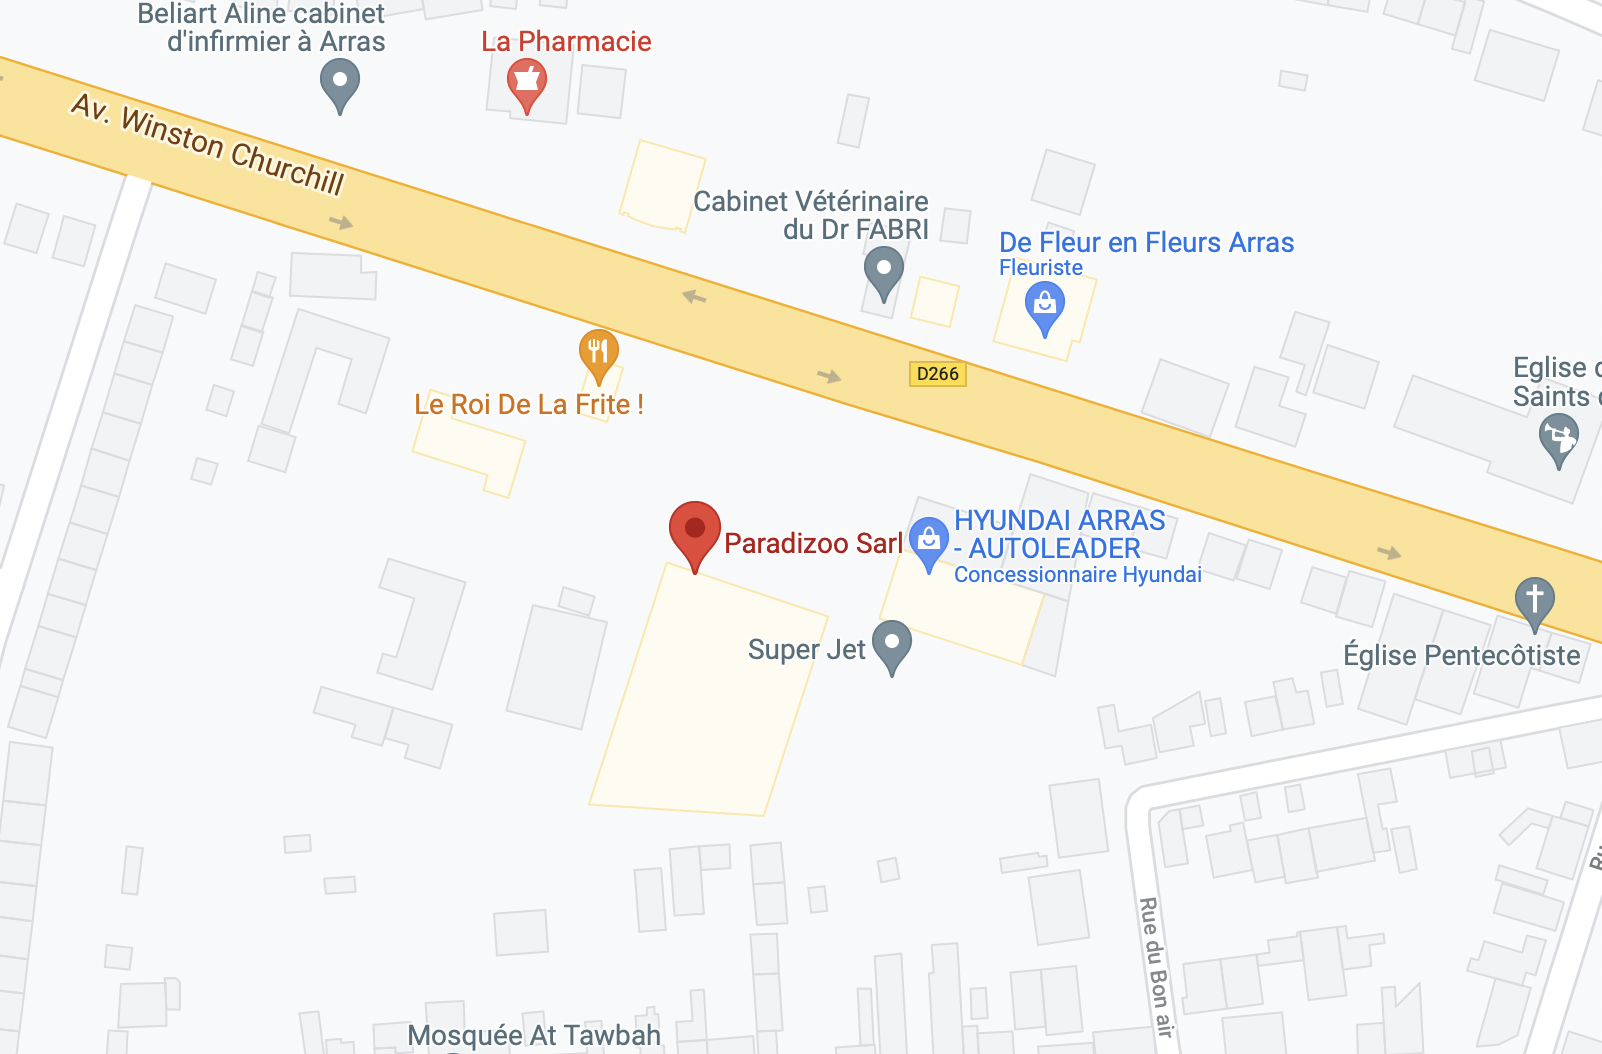 Beliart Aline cabinet
d'infirmier à Arras
La Pharmacie
Av. Winston Churchill
Cabinet Vétérinaire
du Dr FABRI
De Fleur en Fleurs Arras
Fleuriste
D266
Le Roi De La Frite !
Eglise
Saints
Paradizoo Sarl
HYUNDAI ARRAS
- AUTOLEADER
Concessionnaire Hyundai
Super Jet
Église Pentecôtiste
Rue du Bon air
Mosquée At Tawbah